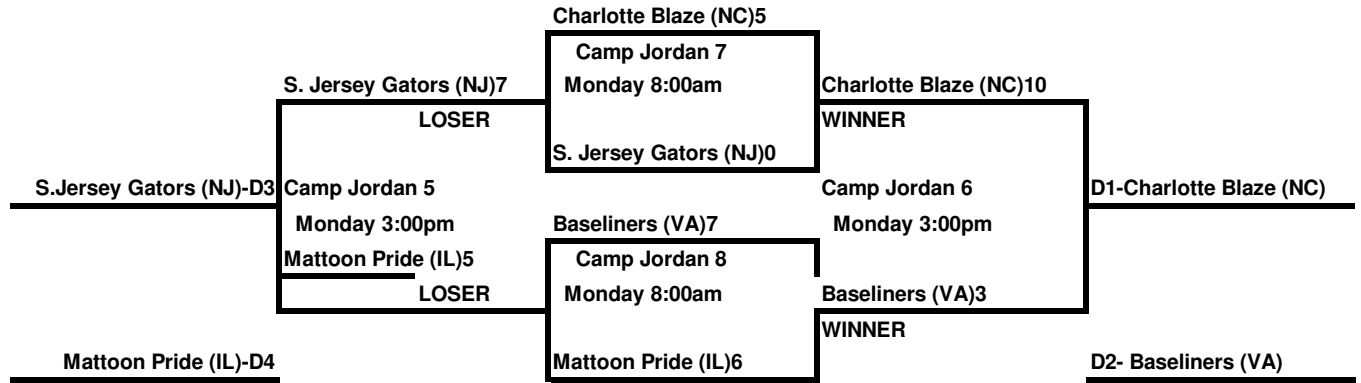 Charlotte Blaze (NC)5
Camp Jordan 7
S. Jersey Gators (NJ)7
Monday 8:00am
Charlotte Blaze (NC)10
LOSER
WINNER
S. Jersey Gators (NJ)0
S.Jersey Gators (NJ)-D3
Camp Jordan 5
Camp Jordan 6
D1-Charlotte Blaze (NC)
Monday 3:00pm
Baseliners (VA)7
Monday 3:00pm
Mattoon Pride (IL)5
Camp Jordan 8
LOSER
Monday 8:00am
Baseliners (VA)3
WINNER
Mattoon Pride (IL)-D4
Mattoon Pride (IL)6
D2- Baseliners (VA)